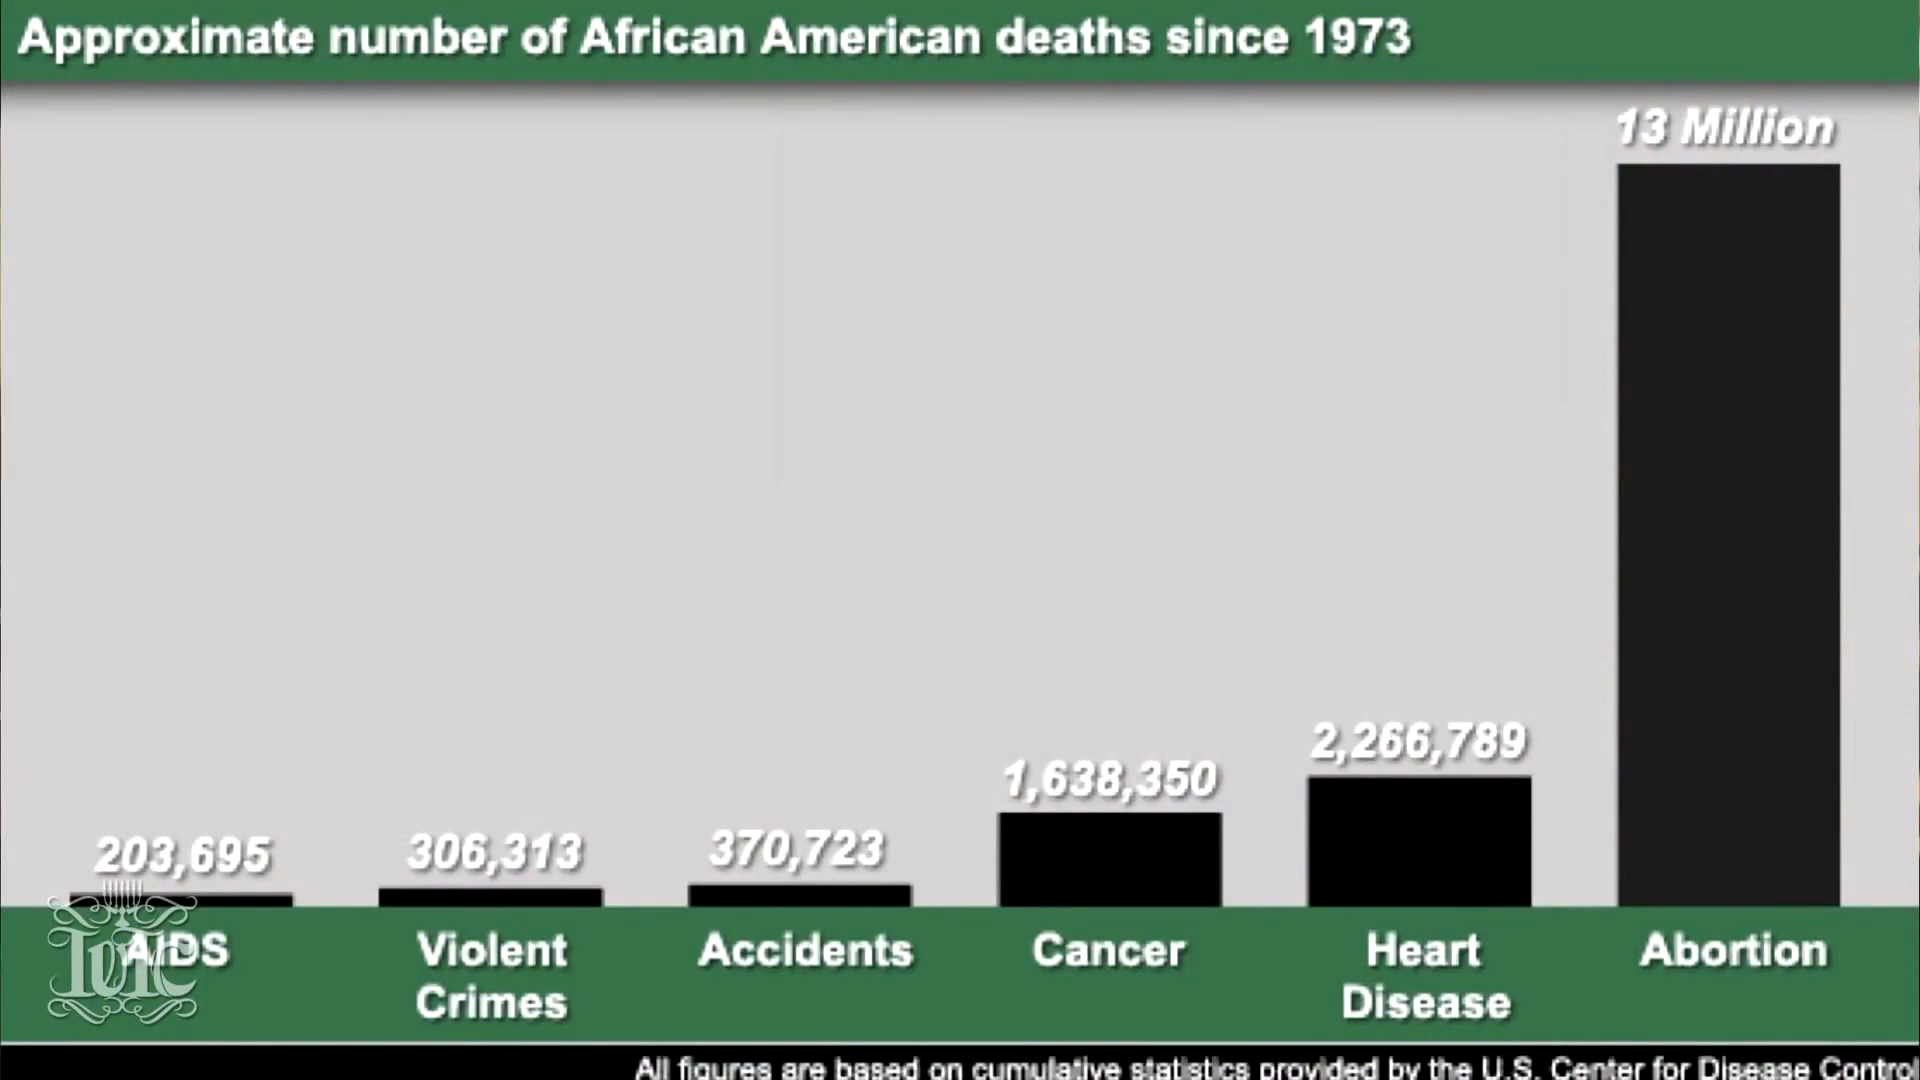 Approximate number of African American deaths since 1973
13 Million
2,266,789
1,638,350
203,695
306,313
370,723
AIDS
Violent
Crimes
Accidents
Cancer
Heart
Disease
Abortion
IUIC
All figures are based on cumulative statistics provided by the U.S. Center for Disease Control